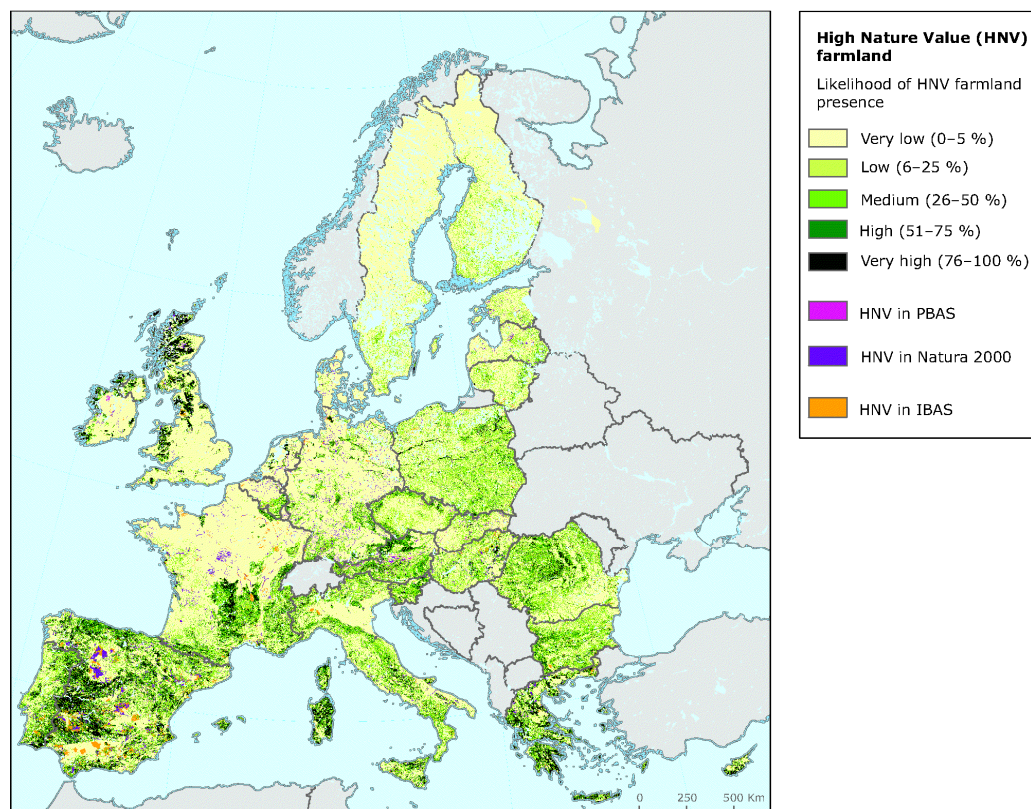 High Nature Value (HNV)
farmland
Likelihood of HNV farmland
presence
Very low (0–5 %)
Low (6–25 %)
Medium (26–50 %)
High (51–75 %)
Very high (76–100 %)
HNV in PBAS
HNV in Natura 2000
HNV in IBAS
0 250 500 Km